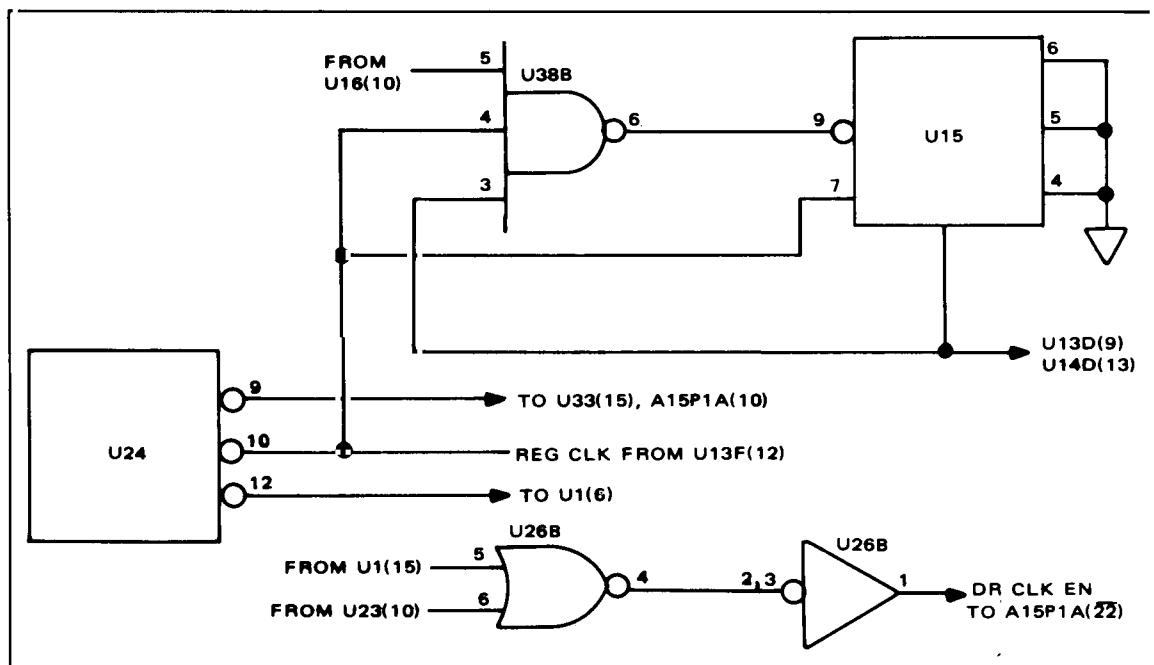 FROM
U16(10)
5
U38B
4
3
6
9
7
U15
6
5
4
U13D(9)
U14D(13)
U24
9
TO U33(15), A15P1A(10)
10
REG CLK FROM U13F(12)
12
TO U1(6)
U26B
FROM U1(15)
5
FROM U23(10)
6
4
2,3
U26B
1
DR CLK EN
TO A15P1A(22)